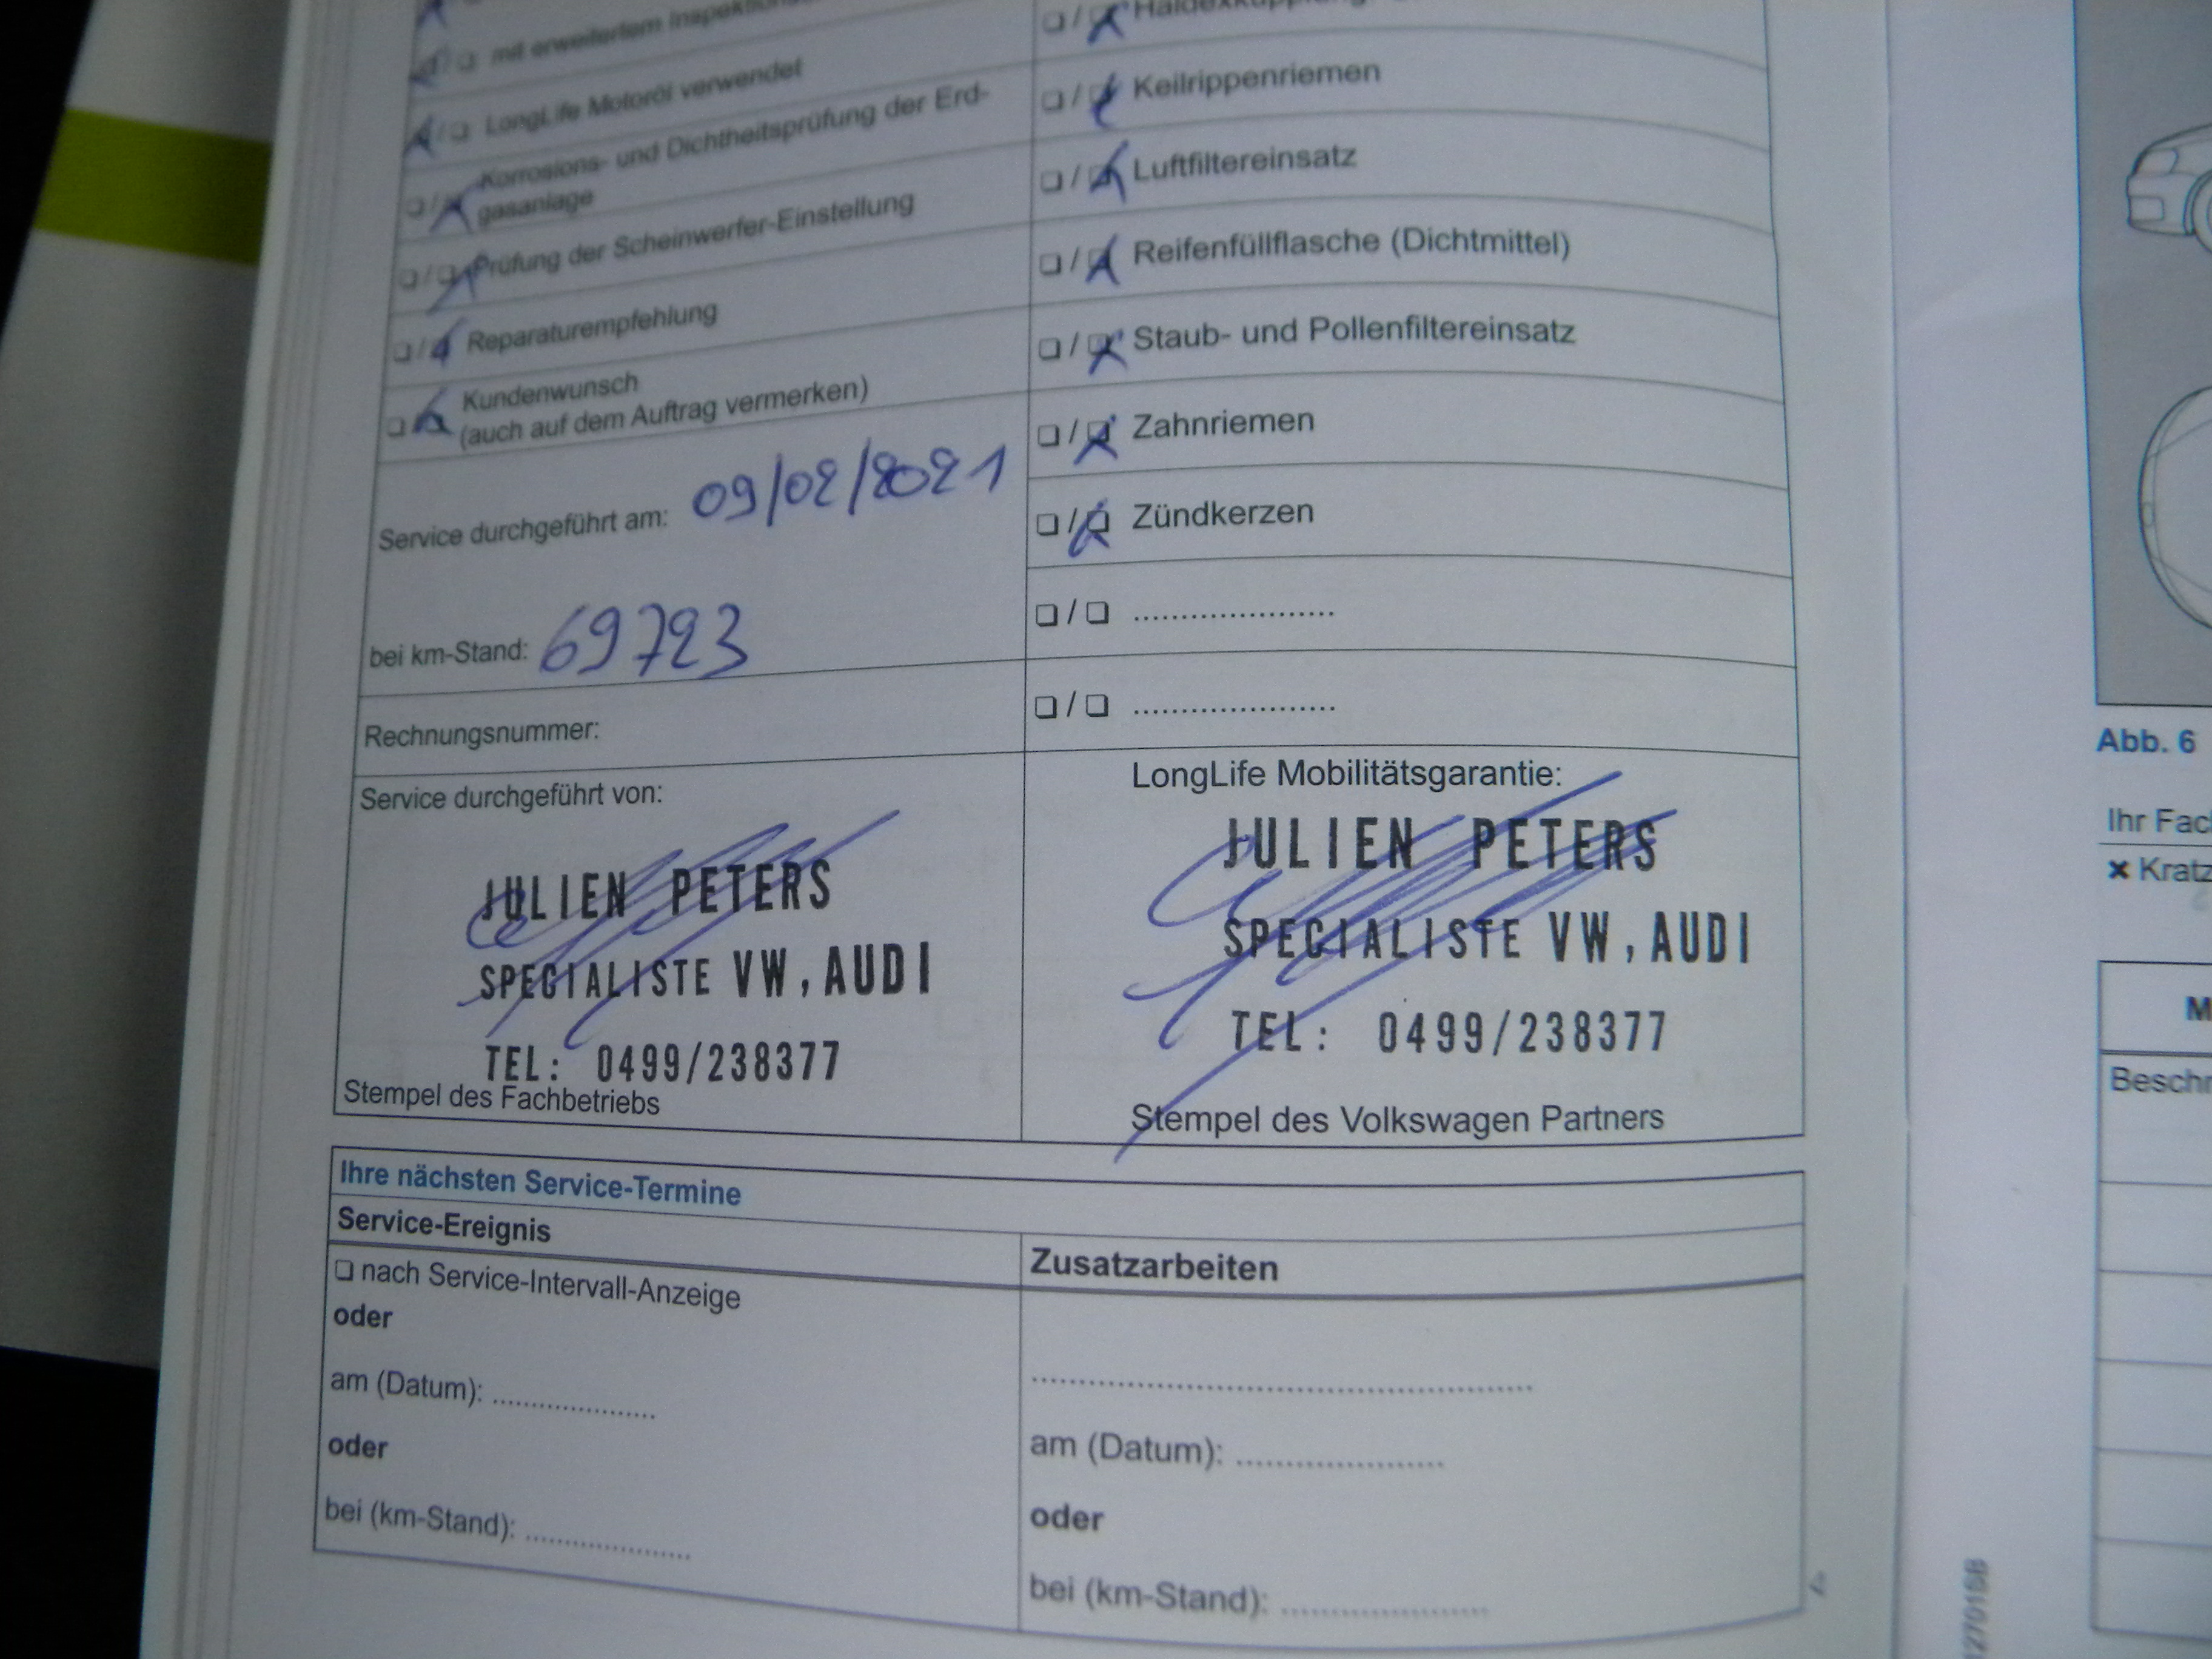 mit erweitertem
LongLife Motoröl verwendet
Korrosions- und Dichtheitsprüfung der Erd-
gasanlage
Prüfung der Scheinwerfer-Einstellung
Reparaturempfehlung
Kundenwunsch
(auch auf dem Auftrag vermerken)
Service durchgeführt am: 09/02/2021
bei km-Stand: 69723
Rechnungsnummer:
Service durchgeführt von:
JULIEN PETERS
SPECIALISTE VW, AUDI
TEL: 0499/238377
Stempel des Fachbetriebs
Keilrippenriemen
Luftfiltereinsatz
Reifenfüllflasche (Dichtmittel)
Staub- und Pollenfiltereinsatz
Zahnriemen
Zündkerzen
LongLife Mobilitätsgarantie:
JULIEN PETERS
SPECIALISTE VW, AUDI
TEL: 0499/238377
Stempel des Volkswagen Partners
Ihre nächsten Service-Termine
Service-Ereignis
nach Service-Intervall-Anzeige
oder
am (Datum):
oder
bei (km-Stand):
Zusatzarbeiten
am (Datum):
oder
bei (km-Stand):
Abb. 6
Ihr